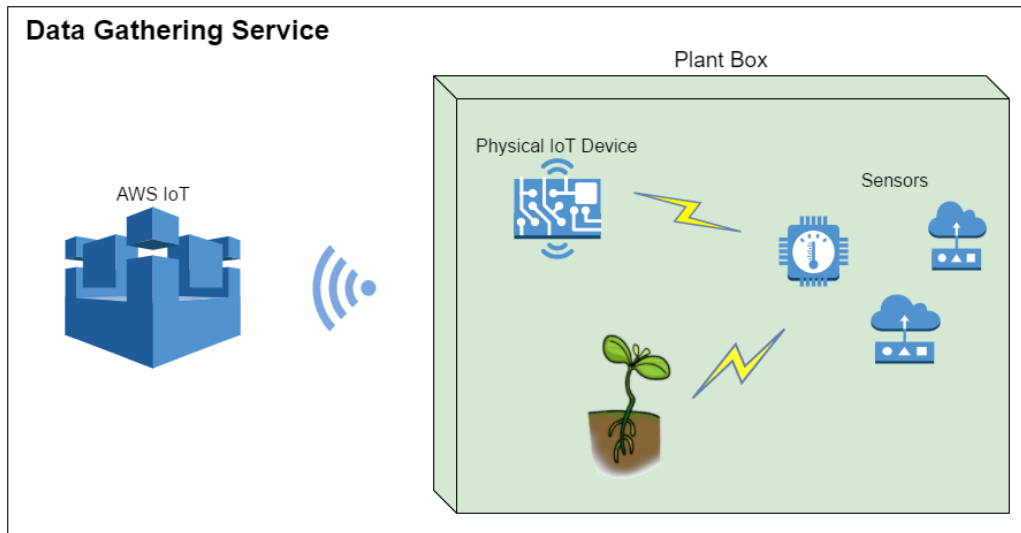 Data Gathering Service
Plant Box
Physical IoT Device
Sensors
AWS IoT